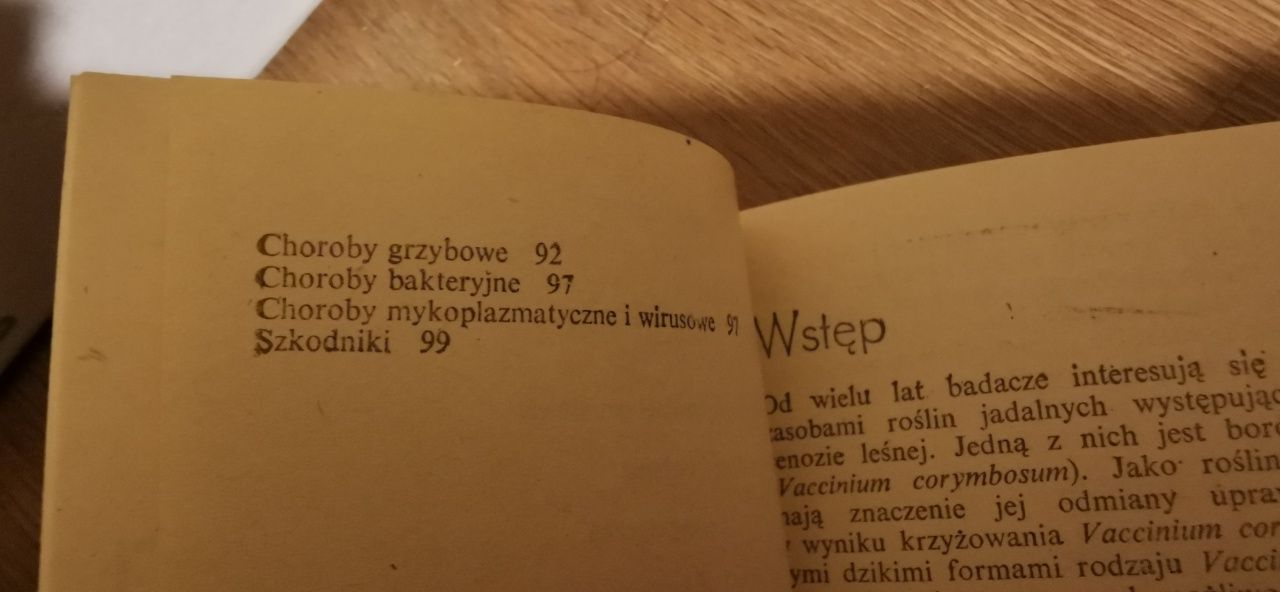 Choroby grzybowe 92
Choroby bakteryjne 97
Choroby mykoplazmatyczne i wirusowe 97
Szkodniki 99
Wstęp
Od wielu lat badacze interesują się
roślin jadalnych występując
enozie leśnej. Jedną z nich jest bor
Vaccinium corymbosum). Jako roślin
mają znaczenie jej odmiany upra
wyniku krzyżowania Vaccinium cor
ymi dzikimi formami rodzaju Vacci